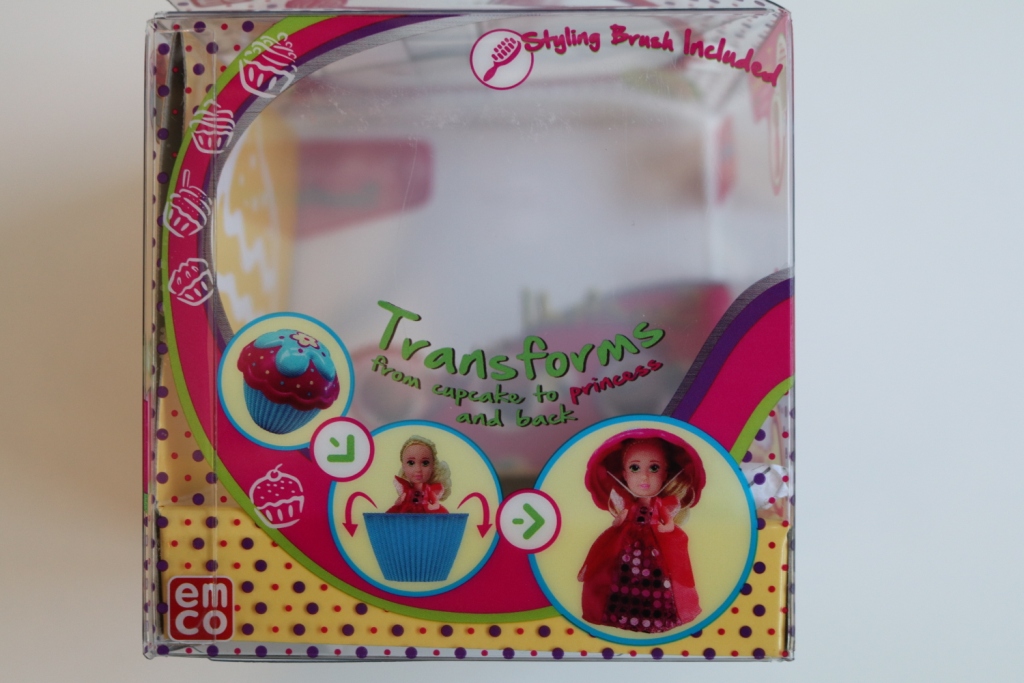 Styling Brush Included
Transforms
from cupcake to princess
and back
em
co